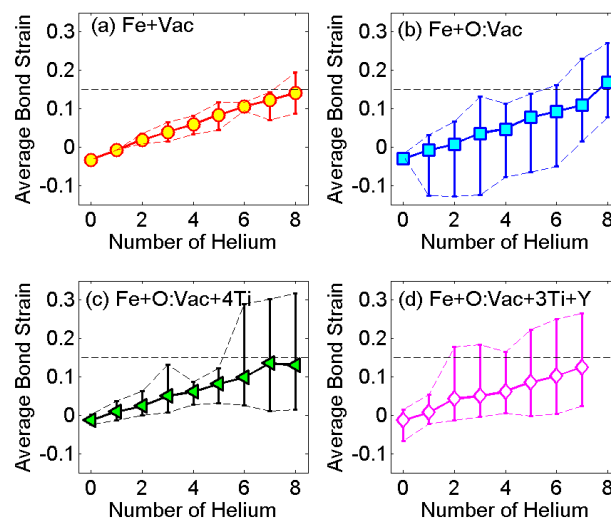 (a) Fe+Vac
Average Bond Strain
0.3
0.2
0.1
0
-0.1
0 2 4 6 8
Number of Helium
(b) Fe+O:Vac
Average Bond Strain
0.3
0.2
0.1
0
-0.1
0 2 4 6 8
Number of Helium
(c) Fe+O:Vac+4Ti
Average Bond Strain
0.3
0.2
0.1
0
-0.1
0 2 4 6 8
Number of Helium
(d) Fe+O:Vac+3Ti+Y
Average Bond Strain
0.3
0.2
0.1
0
-0.1
0 2 4 6 8
Number of Helium